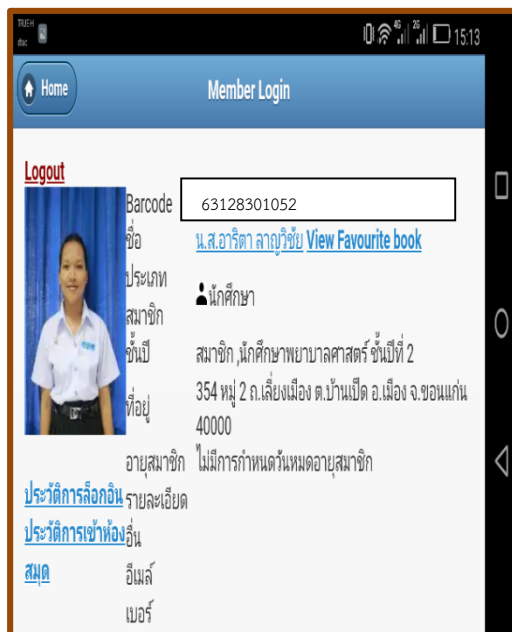 TRUE-H
dtac
4G
2G
15:13
Home
Member Login
Logout
Barcode 63128301052
ชื่อ น.ส.อาริตา ลาญวิชัย View Favourite book
ประเภท
สมาชิก นักศึกษา
ชั้นปี สมาชิก ,นักศึกษาพยาบาลศาสตร์ ชั้นปีที่ 2
ที่อยู่ 354 หมู่ 2 ถ.เลี่ยงเมือง ต.บ้านเป็ด อ.เมือง จ.ขอนแก่น
40000
อายุสมาชิก ไม่มีการกำหนดวันหมดอายุสมาชิก
ประวัติการล็อกอิน รายละเอียด
ประวัติการเข้าห้อง อื่น
สมุด อีเมล์
เบอร์